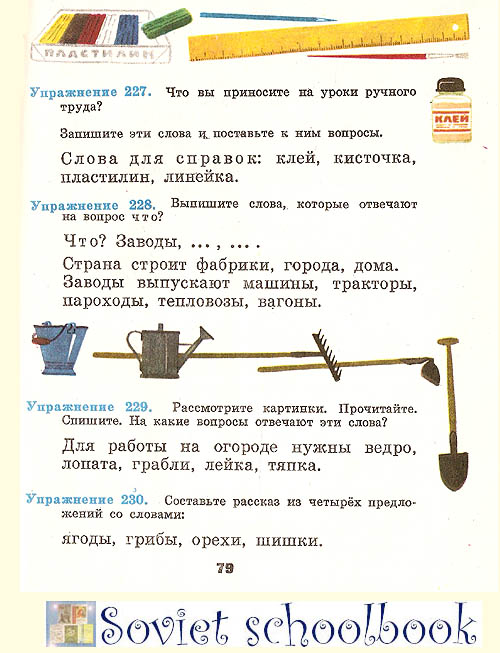 ПЛАСТИЛИН
КЛЕЙ
Упражнение 227. Что вы приносите на уроки ручного
труда?
Запишите эти слова и поставьте к ним вопросы.
Слова для справок: клей, кисточка,
пластилин, линейка.
Упражнение 228. Выпишите слова, которые отвечают
на вопрос что?
Что? Заводы, ... , ... .
Страна строит фабрики, города, дома.
Заводы выпускают машины, тракторы,
пароходы, тепловозы, вагоны.
Упражнение 229. Рассмотрите картинки. Прочитайте.
Спишите. На какие вопросы отвечают эти слова?
Для работы на огороде нужны ведро,
лопата, грабли, лейка, тяпка.
Упражнение 230. Составьте рассказ из четырёх предло-
жений со словами:
ягоды, грибы, орехи, шишки.
79
Soviet schoolbook